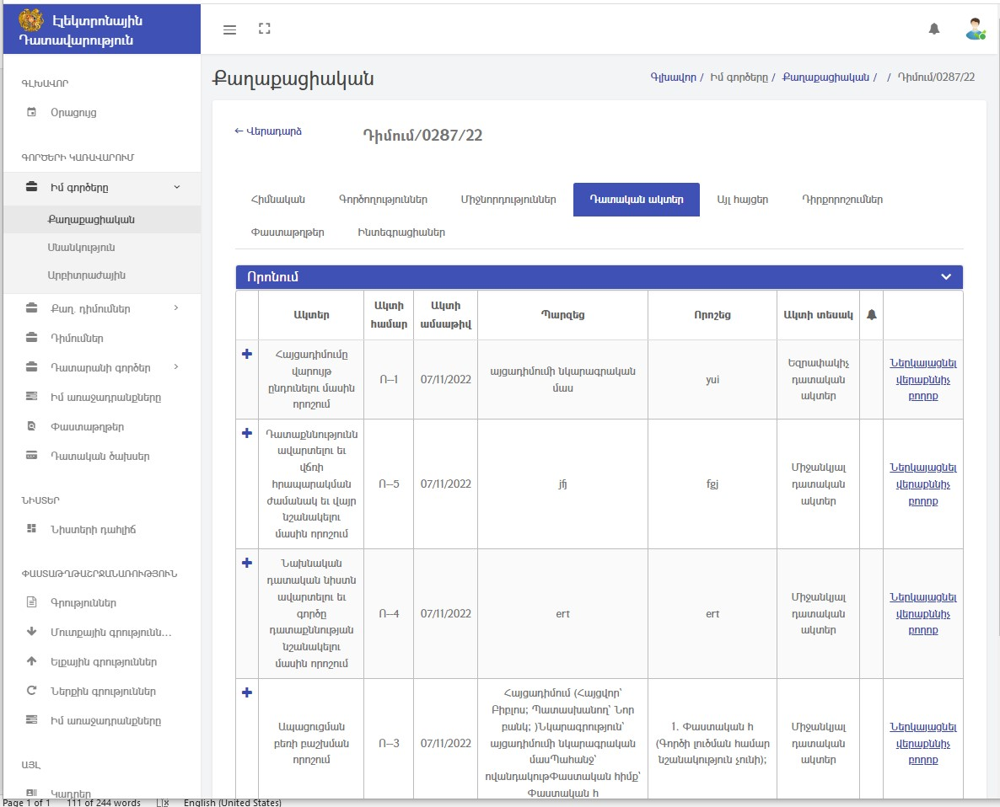 Էլեկտրոնային
Դատավարություն
ԳԼԽԱՎՈՐ
Օրացույց
ԳՈՐԾԵՐԻ ԿԱՌԱՎԱՐՈՒՄ
Իմ գործերը
Քաղաքացիական
Սնանկություն
Արբիտրաժային
Քաղ. դիմումներ
Դիմումներ
Դատարանի գործեր
Իմ առաջադրանքները
Փաստաթղթեր
Դատական ծախսեր
ՆԻՍՏԵՐ
Նիստերի դահլիճ
ՓԱՍՏԱԹՂԹԱՇՐՋԱՆԱՌՈՒԹՅՈՒՆ
Գրություններ
Մուտքային գրությունն...
Ելքային գրություններ
Ներքին գրություններ
Իմ առաջադրանքները
ԱՅԼ
Կադրեր
Քաղաքացիական
Գլխավոր / Իմ գործերը / Քաղաքացիական / / Դիմում/0287/22
← Վերադարձ
Դիմում/0287/22
Հիմնական Գործողություններ Միջնորդություններ Դատական ակտեր Այլ հայցեր Դիրքորոշումներ
Փաստաթղթեր Ինտեգրացիաներ
Որոնում
Ակտեր
Ակտի
համար
Ակտի
ամսաթիվ
Պարզեց
Որոշեց
Ակտի տեսակ
Հայցադիմումը
վարույթ
ընդունելու մասին
որոշում
Ո–1
07/11/2022
այցադիմումի նկարագրական
մաս
yui
Եզրափակիչ
դատական
ակտեր
Ներկայացնել
վերաքննիչ
բողոք
Դատաքննությունն
ավարտելու եւ
վճռի
հրապարակման
ժամանակ եւ վայր
նշանակելու
մասին որոշում
Ո–5
07/11/2022
jfj
fgj
Միջանկյալ
դատական
ակտեր
Ներկայացնել
վերաքննիչ
բողոք
Նախնական
դատական նիստն
ավարտելու եւ
գործը
դատաքննության
նշանակելու
մասին որոշում
Ո–4
07/11/2022
ert
ert
Միջանկյալ
դատական
ակտեր
Ներկայացնել
վերաքննիչ
բողոք
Ապացուցման
բեռի բաշխման
որոշում
Ո–3
07/11/2022
Հայցադիմում (Հայցվոր՝
Բիբլոս; Պատասխանող՝ Նոր
բանկ; )Նկարագրություն՝
այցադիմումի նկարագրական
մասՊահանջ՝
ովանդակութՓաստական հիմք՝
Փաստական հ
1. Փաստական հ
(Գործի լուծման համար
նշանակություն չունի);
Միջանկյալ
դատական
ակտեր
Ներկայացնել
վերաքննիչ
բողոք
Page 1 of 1 111 of 244 words English (United States)